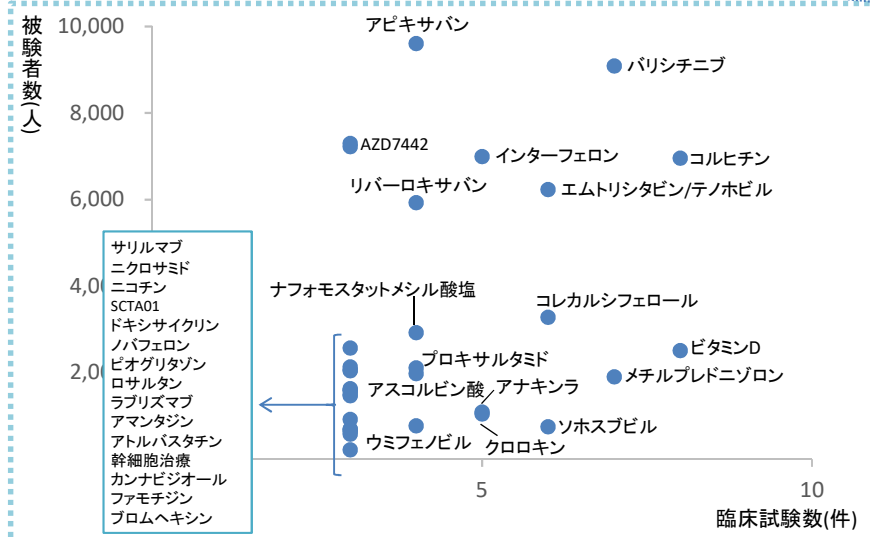 被験者数(人)
10,000
8,000
6,000
4,00
2,00
アピキサバン
バリシチニブ
AZD7442
インターフェロン
コルヒチン
リバーロキサバン
エムトリシタビン/テノホビル
サリルマブ
ニクロサミド
ニコチン
SCTA01
ドキシサイクリン
ノバフェロン
ピオグリタゾン
ロサルタン
ラブリズマブ
アマンタジン
アトルバスタチン
幹細胞治療
カンナビジオール
ファモチジン
ブロムヘキシン
ナフォモスタットメシル酸塩
コレカルシフェロール
プロキサルタミド
ビタミンD
アスコルビン酸
アナキンラ
メチルプレドニゾロン
ウミフェノビル
クロロキン
ソホスブビル
5
10
臨床試験数(件)